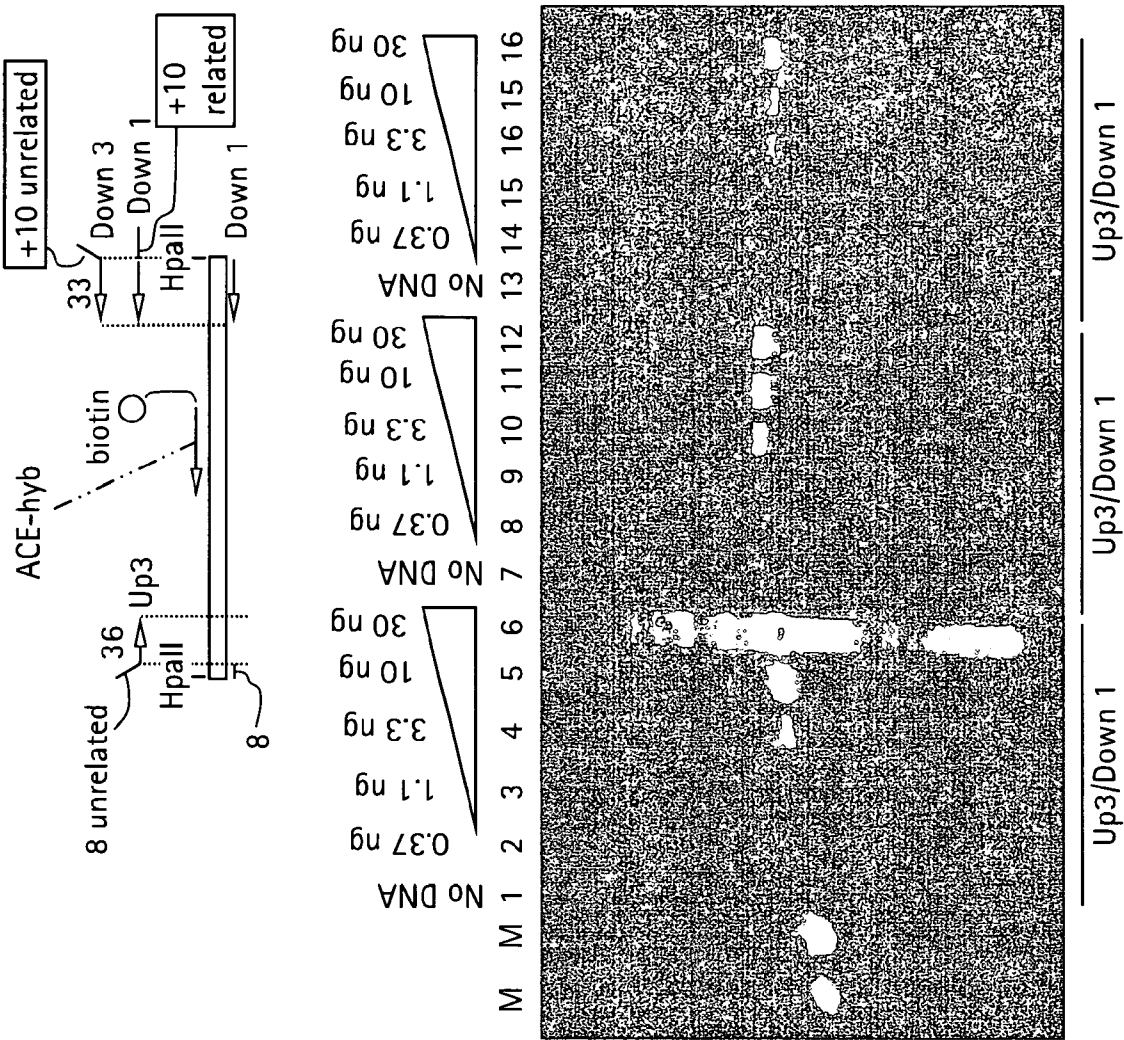 ACE-hyb
8 unrelated
36
Up3
HpaII
8
biotin
+10 unrelated
33
Down 3
Down 1
+10
related
HpaII
Down 1
No DNA
0.37 ng
1.1 ng
3.3 ng
10 ng
30 ng
No DNA
0.37 ng
1.1 ng
3.3 ng
10 ng
30 ng
No DNA
0.37 ng
1.1 ng
3.3 ng
10 ng
30 ng
M M 1 2 3 4 5 6 7 8 9 10 11 12 13 14 15 16 15 16
Up3/Down 1
Up3/Down 1
Up3/Down 1